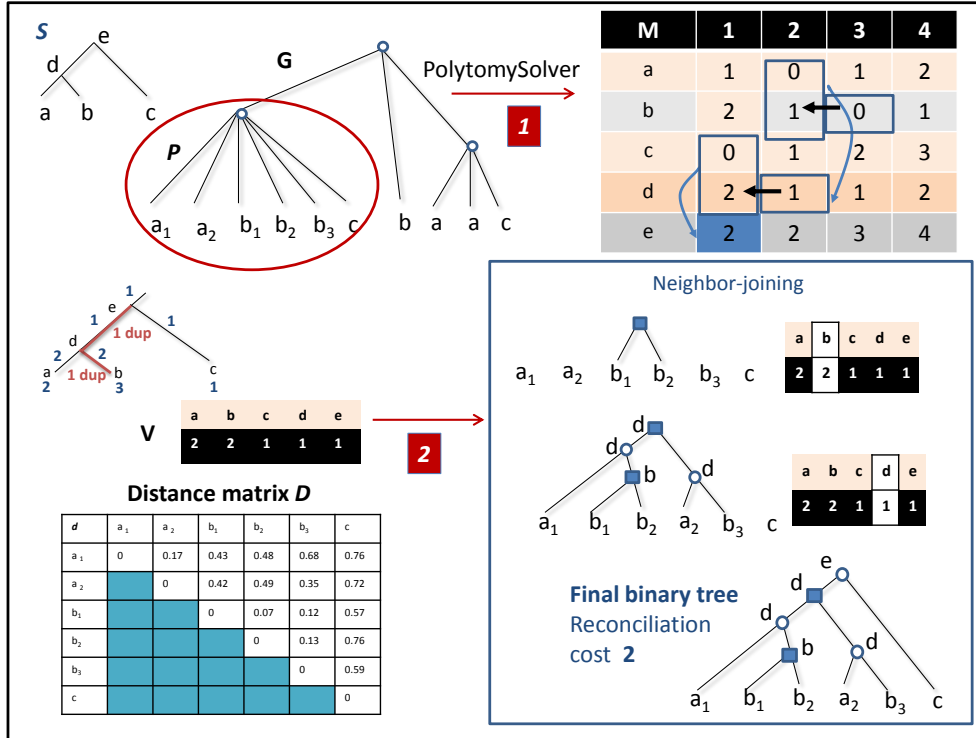 S
e
d
a b c
G
P
a1 a2 b1 b2 b3 c b a a c
PolytomySolver
1
M 1 2 3 4
a 1 0 1 2
b 2 1 0 1
c 0 1 2 3
d 2 1 1 2
e 2 2 3 4
1
e
1 1
1 dup
d
2 2
a 1 dup b c
2 3 1
V
a b c d e
2 2 1 1 1
2
Distance matrix D
d a1 a2 b1 b2 b3 c
a1 0 0.17 0.43 0.48 0.68 0.76
a2 0 0.42 0.49 0.35 0.72
b1 0 0.07 0.12 0.57
b2 0 0.13 0.76
b3 0 0.59
c 0
Neighbor-joining
a1 a2 b1 b2 b3 c
a b c d e
2 2 1 1 1
d
d
b d
a1 b1 b2 a2 b3 c
a b c d e
2 2 1 1 1
Final binary tree
Reconciliation
cost 2
e
d
d
b d
a1 b1 b2 a2 b3 c